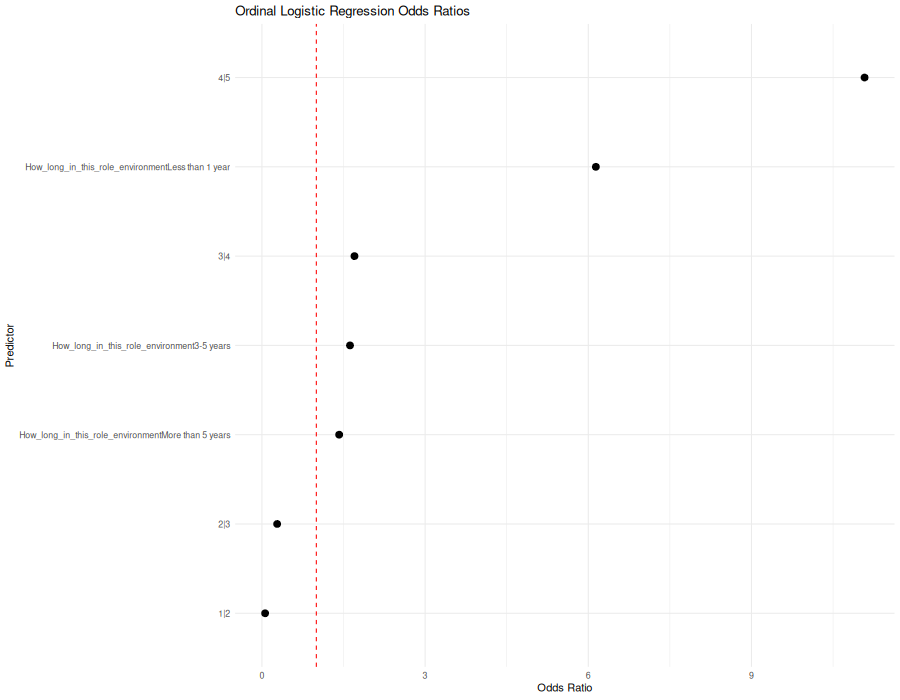 Ordinal Logistic Regression Odds Ratios
4|5
How_long_in_this_role_environmentLess than 1 year
3|4
How_long_in_this_role_environment3-5 years
How_long_in_this_role_environmentMore than 5 years
2|3
1|2
Predictor
0 3 6 9
Odds Ratio